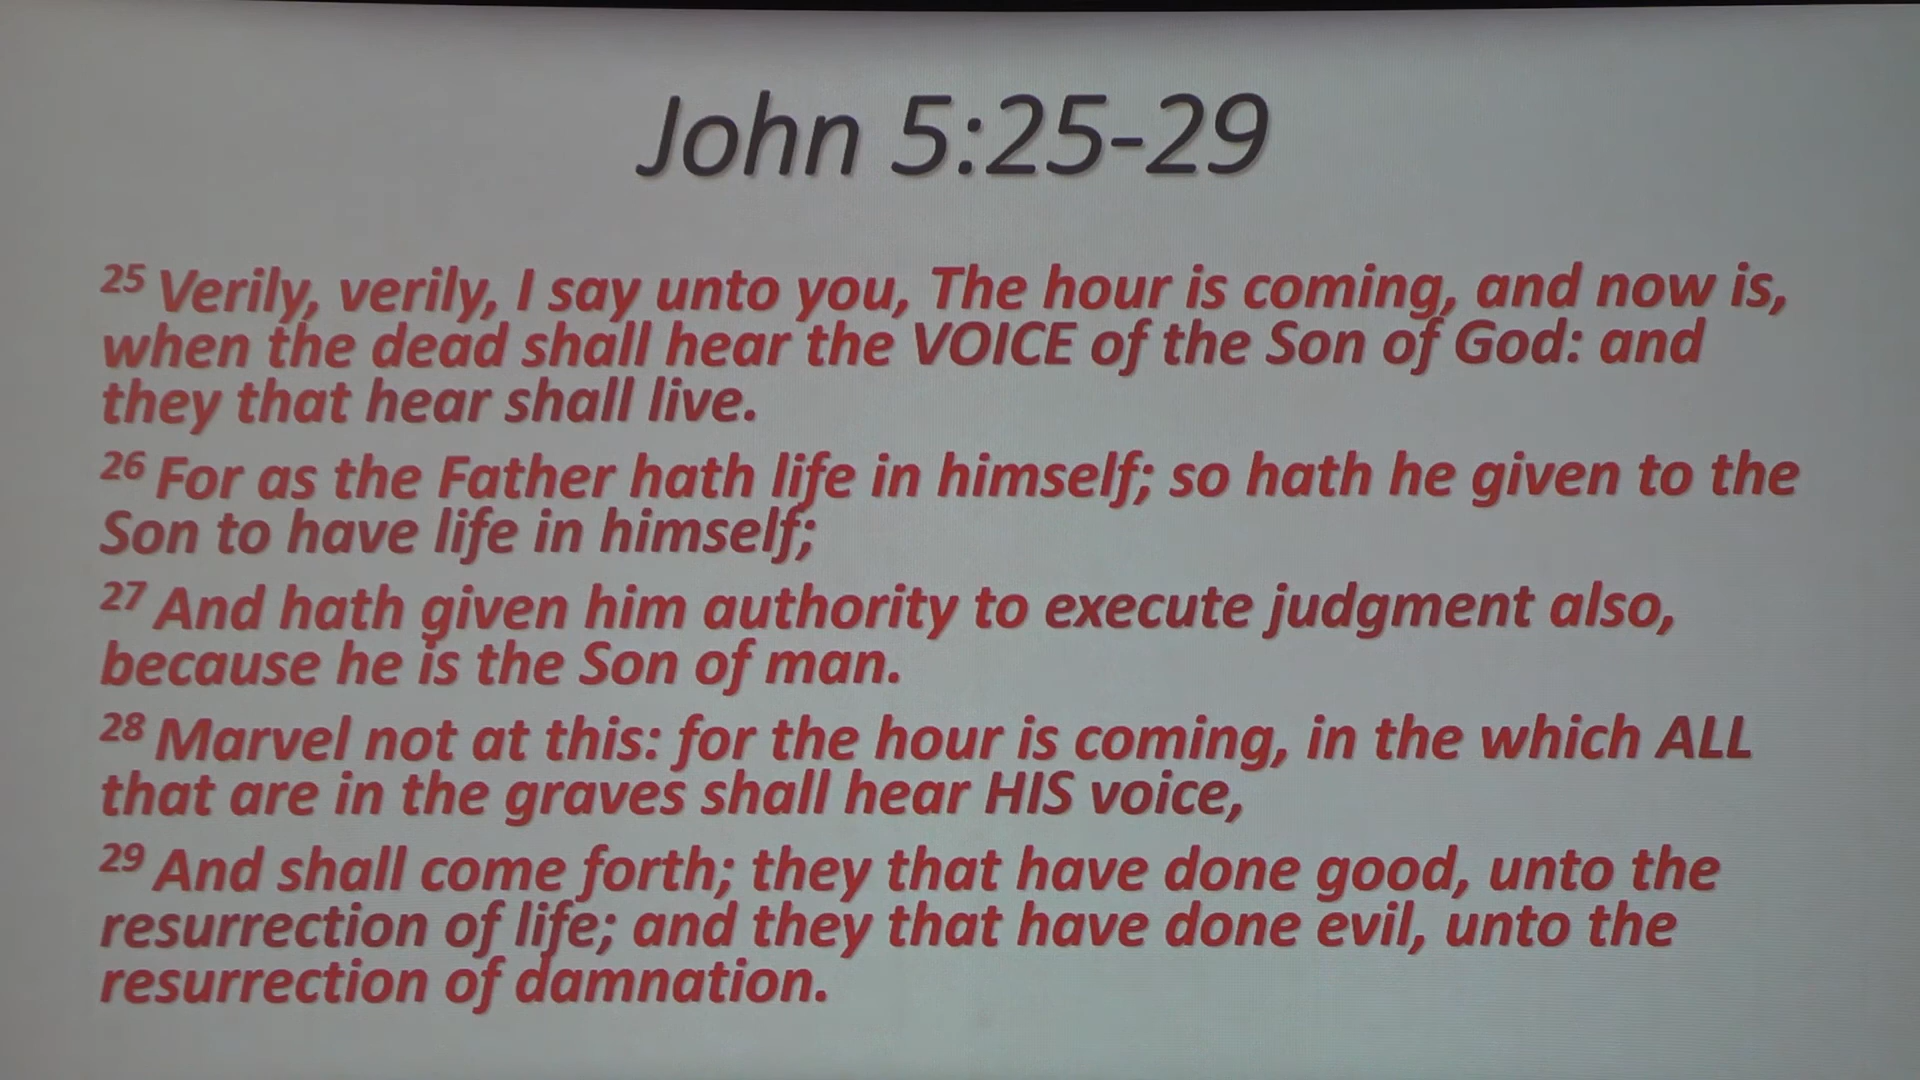 John 5:25-29
25 Verily, verily, I say unto you, The hour is coming, and now is,
when the dead shall hear the VOICE of the Son of God: and
they that hear shall live.
26 For as the Father hath life in himself; so hath he given to the
Son to have life in himself;
27 And hath given him authority to execute judgment also,
because he is the Son of man.
28 Marvel not at this: for the hour is coming, in the which ALL
that are in the graves shall hear HIS voice,
29 And shall come forth; they that have done good, unto the
resurrection of life; and they that have done evil, unto the
resurrection of damnation.